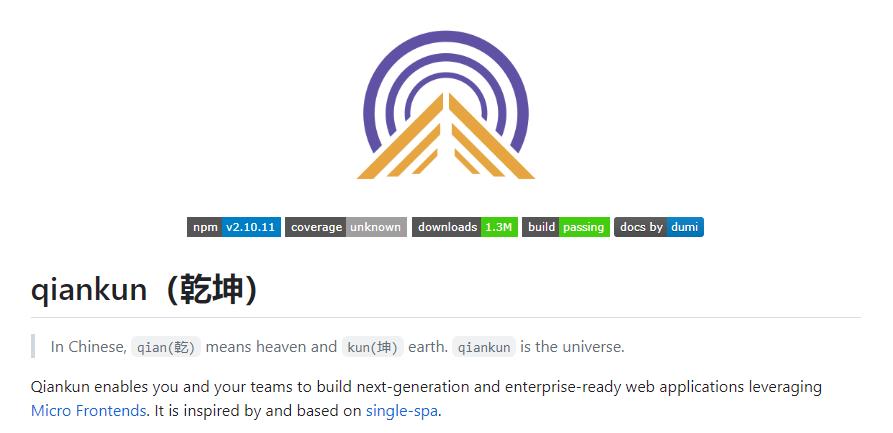 npm v2.10.11 coverage unknown downloads 1.3M build passing docs by dumi
qiankun（乾坤）
In Chinese, qian(乾) means heaven and kun(坤) earth. qiankun is the universe.
Qiankun enables you and your teams to build next-generation and enterprise-ready web applications leveraging
Micro Frontends. It is inspired by and based on single-spa.